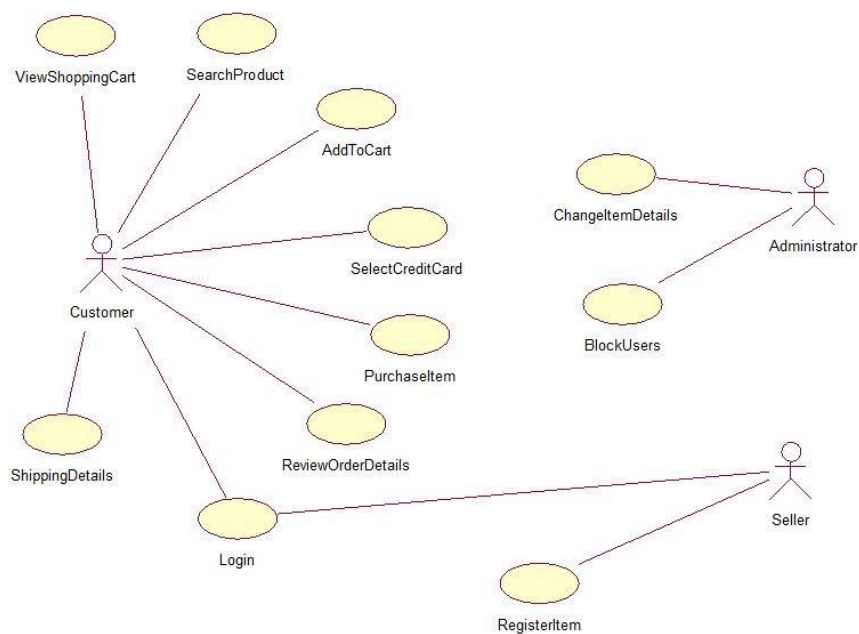 ViewShoppingCart
SearchProduct
AddToCart
ChangeItemDetails
Administrator
SelectCreditCard
Customer
BlockUsers
PurchaseItem
ReviewOrderDetails
ShippingDetails
Seller
Login
RegisterItem